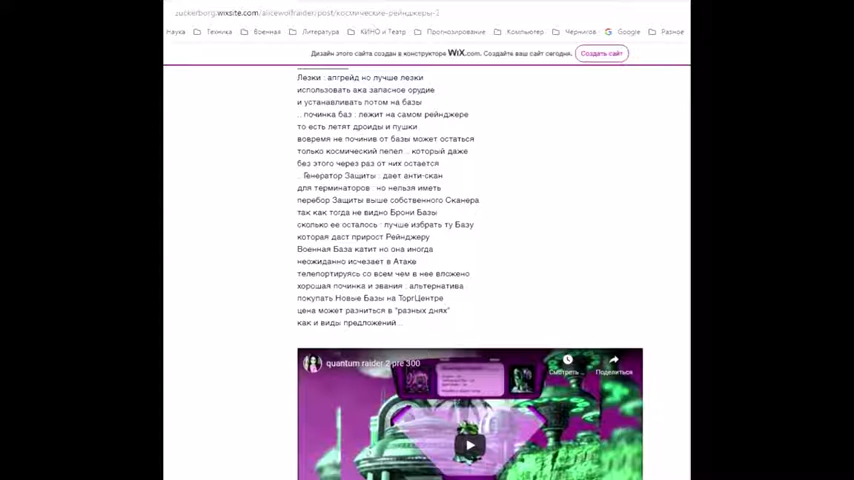 zuckerborg.wixsite.com/alicewolfraider/post/космические-рейнджеры-1
Наука Техника Военная Литература КИНО и Театр Прогнозирование Компьютер Чернигов Google Разное
Дизайн этого сайта создан в конструкторе WiX.com. Создайте ваш сайт сегодня. Создать сайт
Лезки : апгрейд но лучше лезки
использовать ака запасное орудие
и устанавливать потом на базы
.. починка баз : лежит на самом рейнджере
то есть летят дроиды и пушки
вовремя не починив от базы может остаться
только космический пепел .. который даже
без этого через раз от них остается
.. Генератор Защиты : дает анти-скан
для терминаторов : но нельзя иметь
перебор Защиты выше собственного Сканера
так как тогда не видно Брони Базы
сколько ее осталось : лучше избрать ту Базу
которая даст прирост Рейнджеру
Военная База катит но она иногда
неожиданно исчезает в Атаке
телепортируясь со всем чем в нее вложено
хорошая починка и звания : альтернатива
покупать Новые Базы на ТоргЦентре
цена может разниться в "разных днях"
как и виды предложений ..
quantum raider 2 pre 300
Смотреть ...
Поделиться